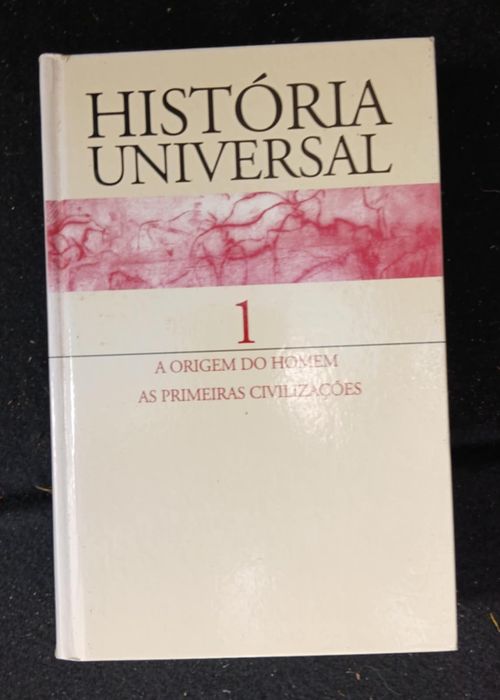 HISTÓRIA
UNIVERSAL
1
A ORIGEM DO HOMEM
AS PRIMEIRAS CIVILIZAÇÕES